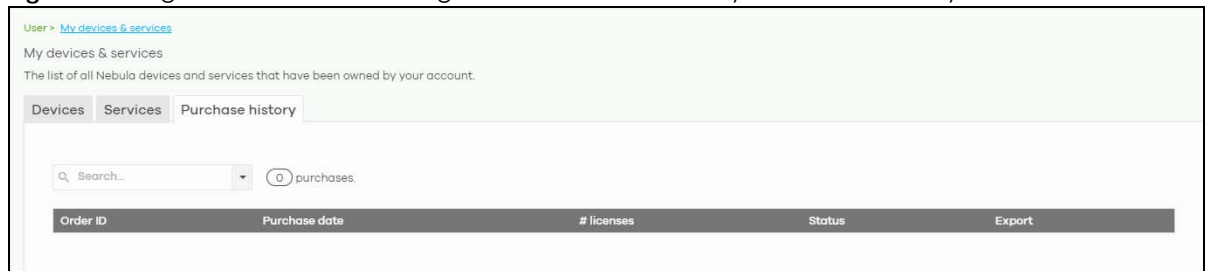 User > My devices & services
My devices & services
The list of all Nebula devices and services that have been owned by your account.
Devices Services Purchase history
Search... 0 purchases.
Order ID Purchase date # licenses Status Export